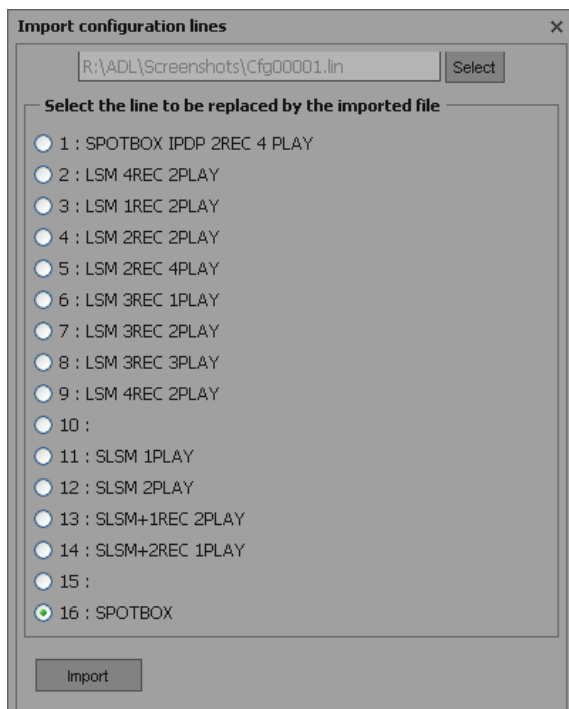 Import configuration lines
R:\ADL\Screenshots\Cfg00001.lin Select
Select the line to be replaced by the imported file
1 : SPOTBOX IPDP 2REC 4 PLAY
2 : LSM 4REC 2PLAY
3 : LSM 1REC 2PLAY
4 : LSM 2REC 2PLAY
5 : LSM 2REC 4PLAY
6 : LSM 3REC 1PLAY
7 : LSM 3REC 2PLAY
8 : LSM 3REC 3PLAY
9 : LSM 4REC 2PLAY
10 :
11 : SLSM 1PLAY
12 : SLSM 2PLAY
13 : SLSM+1REC 2PLAY
14 : SLSM+2REC 1PLAY
15 :
16 : SPOTBOX
Import